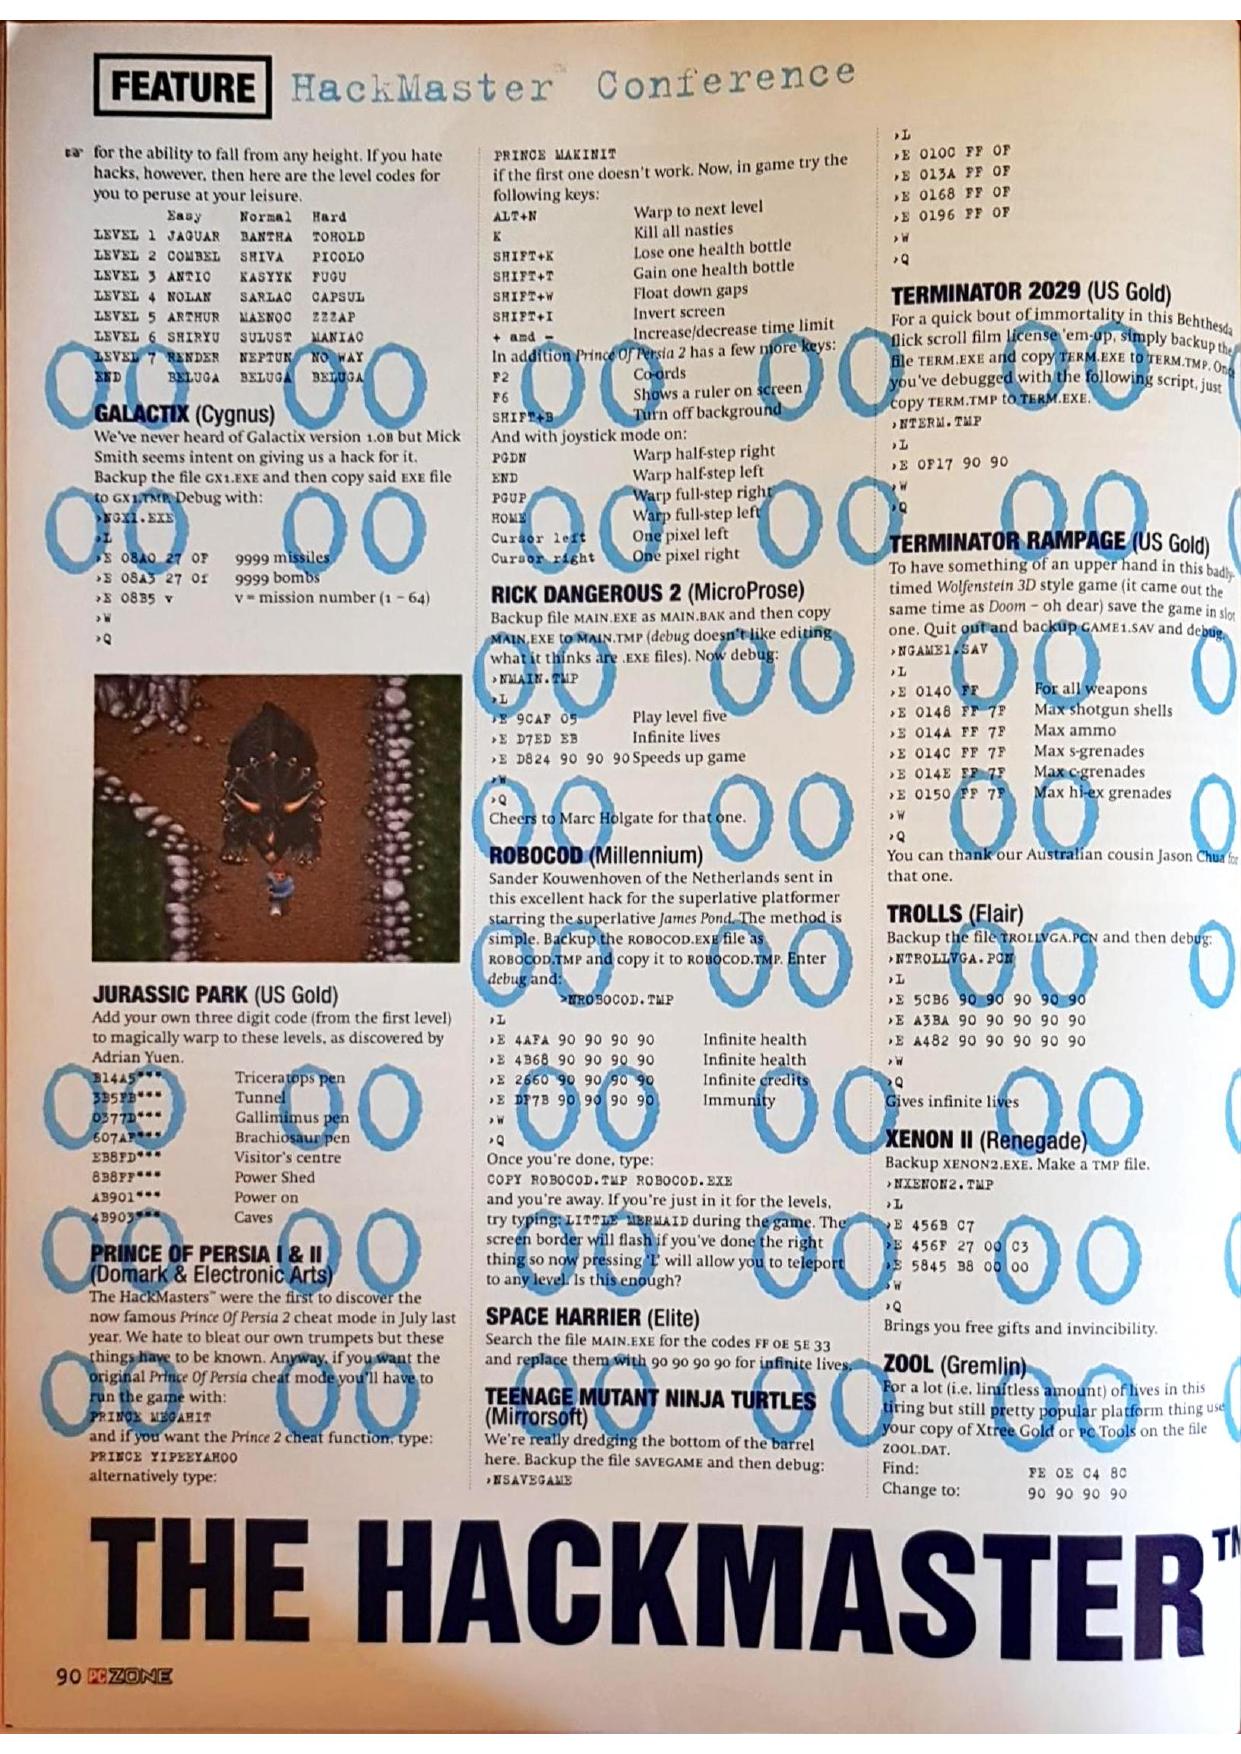 FEATURE HackMaster™ Conference
☞ for the ability to fall from any height. If you hate
hacks, however, then here are the level codes for
you to peruse at your leisure.
Easy Normal Hard
LEVEL 1 JAGUAR BANTHA TOHOLD
LEVEL 2 COMBEL SHIVA PICOLO
LEVEL 3 ANTIC KASYYK FUGU
LEVEL 4 NOLAN SARLAC CAPSUL
LEVEL 5 ARTHUR MAENOC ZZZAP
LEVEL 6 SHIRYU SULUST MANIAC
LEVEL 7 RENDER NEPTUN NO WAY
END BELUGA BELUGA BELUGA
GALACTIX (Cygnus)
We've never heard of Galactix version 1.0B but Mick
Smith seems intent on giving us a hack for it.
Backup the file GX1.EXE and then copy said EXE file
to GX1.TMP. Debug with:
>NGX1.EXE
>L
>E 08A0 27 0F 9999 missiles
>E 08A3 27 0f 9999 bombs
>E 08B5 v v = mission number (1 – 64)
>W
>Q
JURASSIC PARK (US Gold)
Add your own three digit code (from the first level)
to magically warp to these levels, as discovered by
Adrian Yuen.
B14A5*** Triceratops pen
3B5FB*** Tunnel
0377D*** Gallimimus pen
607AF*** Brachiosaur pen
EB8FD*** Visitor's centre
8B8FF*** Power Shed
AB901*** Power on
4B903*** Caves
PRINCE OF PERSIA I & II
(Domark & Electronic Arts)
The HackMasters™ were the first to discover the
now famous Prince Of Persia 2 cheat mode in July last
year. We hate to bleat our own trumpets but these
things have to be known. Anyway, if you want the
original Prince Of Persia cheat mode you'll have to
run the game with:
PRINCE MEGAHIT
and if you want the Prince 2 cheat function, type:
PRINCE YIPEEYAHOO
alternatively type:
PRINCE MAKINIT
if the first one doesn't work. Now, in game try the
following keys:
ALT+N Warp to next level
K Kill all nasties
SHIFT+K Lose one health bottle
SHIFT+T Gain one health bottle
SHIFT+W Float down gaps
SHIFT+I Invert screen
+ and – Increase/decrease time limit
In addition Prince Of Persia 2 has a few more keys:
F2 Co-ords
F6 Shows a ruler on screen
SHIFT+B Turn off background
And with joystick mode on:
PGDN Warp half-step right
END Warp half-step left
PGUP Warp full-step right
HOME Warp full-step left
Cursor left One pixel left
Cursor right One pixel right
RICK DANGEROUS 2 (MicroProse)
Backup file MAIN.EXE as MAIN.BAK and then copy
MAIN.EXE to MAIN.TMP (debug doesn't like editing
what it thinks are .EXE files). Now debug:
>NMAIN.TMP
>L
>E 9CAF 05 Play level five
>E D7ED EB Infinite lives
>E D824 90 90 90 Speeds up game
>W
>Q
Cheers to Marc Holgate for that one.
ROBOCOD (Millennium)
Sander Kouwenhoven of the Netherlands sent in
this excellent hack for the superlative platformer
starring the superlative James Pond. The method is
simple. Backup the ROBOCOD.EXE file as
ROBOCOD.TMP and copy it to ROBOCOD.TMP. Enter
debug and:
>NROBOCOD.TMP
>L
>E 4AFA 90 90 90 90 Infinite health
>E 4B68 90 90 90 90 Infinite health
>E 2660 90 90 90 90 Infinite credits
>E DF7B 90 90 90 90 Immunity
>W
>Q
Once you're done, type:
COPY ROBOCOD.TMP ROBOCOD.EXE
and you're away. If you're just in it for the levels,
try typing: LITTLE MERMAID during the game. The
screen border will flash if you've done the right
thing so now pressing 'L' will allow you to teleport
to any level. Is this enough?
SPACE HARRIER (Elite)
Search the file MAIN.EXE for the codes FF 0E 5E 33
and replace them with 90 90 90 90 for infinite lives.
TEENAGE MUTANT NINJA TURTLES
(Mirrorsoft)
We're really dredging the bottom of the barrel
here. Backup the file SAVEGAME and then debug:
>NSAVEGAME
>L
>E 010C FF 0F
>E 013A FF 0F
>E 0168 FF 0F
>E 0196 FF 0F
>W
>Q
TERMINATOR 2029 (US Gold)
For a quick bout of immortality in this Behthesda
flick scroll film license 'em-up, simply backup the
file TERM.EXE and copy TERM.EXE to TERM.TMP. Once
you've debugged with the following script, just
copy TERM.TMP to TERM.EXE.
>NTERM.TMP
>L
>E 0F17 90 90
>W
>Q
TERMINATOR RAMPAGE (US Gold)
To have something of an upper hand in this badly-
timed Wolfenstein 3D style game (it came out the
same time as Doom – oh dear) save the game in slot
one. Quit out and backup GAME1.SAV and debug.
>NGAME1.SAV
>L
>E 0140 FF For all weapons
>E 0148 FF 7F Max shotgun shells
>E 014A FF 7F Max ammo
>E 014C FF 7F Max s-grenades
>E 014E FF 7F Max c-grenades
>E 0150 FF 7F Max hi-ex grenades
>W
>Q
You can thank our Australian cousin Jason Chua for
that one.
TROLLS (Flair)
Backup the file TROLLVGA.PCN and then debug:
>NTROLLVGA.PCN
>L
>E 5CB6 90 90 90 90 90
>E A3BA 90 90 90 90 90
>E A482 90 90 90 90 90
>W
>Q
Gives infinite lives
XENON II (Renegade)
Backup XENON2.EXE. Make a TMP file.
>NXENON2.TMP
>L
>E 456B C7
>E 456F 27 00 C3
>E 5845 B8 00 00
>W
>Q
Brings you free gifts and invincibility.
ZOOL (Gremlin)
For a lot (i.e. limitless amount) of lives in this
tiring but still pretty popular platform thing use
your copy of Xtree Gold or PC Tools on the file
ZOOL.DAT.
Find: FE 0E C4 8C
Change to: 90 90 90 90
THE HACKMASTER™
90 PC ZONE